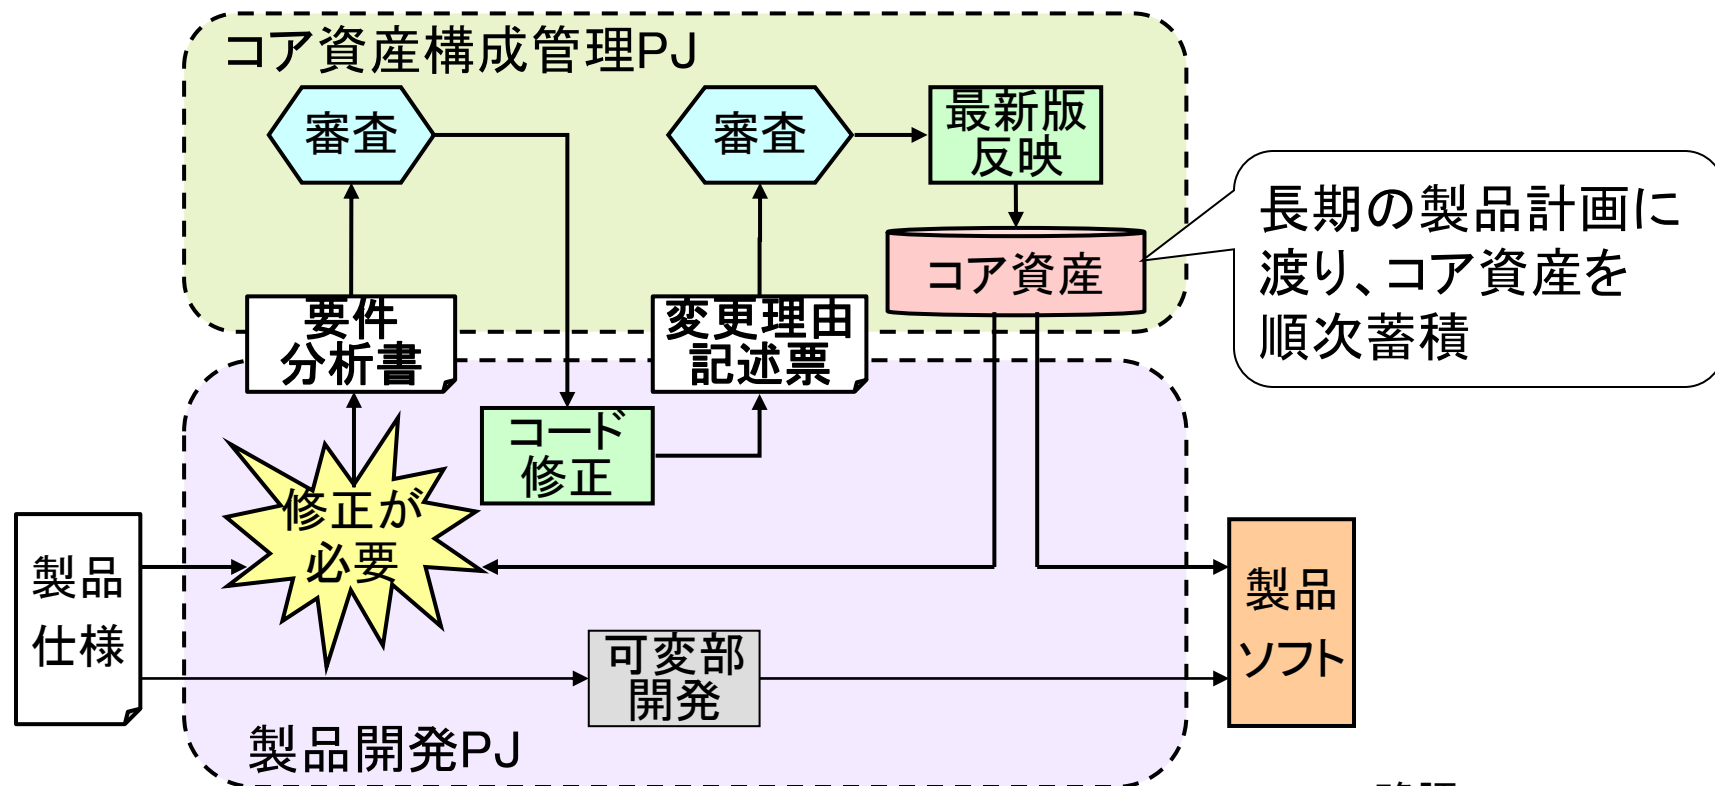 コア資産構成管理PJ
審査
審査
最新版
反映
長期の製品計画に
渡り、コア資産を
順次蓄積
コア資産
要件
分析書
変更理由
記述票
コード
修正
修正が
必要
製品
仕様
製品
ソフト
可変部
開発
製品開発PJ